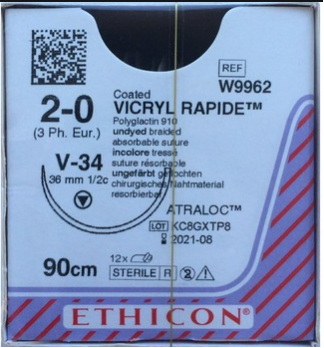 REF
W9962
Coated
VICRYL RAPIDE™
2-0
(3 Ph. Eur.)
Polyglactin 910
undyed braided
absorbable suture
incolore tressé
suture résorbable
ungefärbt geflochten
chirurgisches Nahtmaterial
resorbierbar
V-34
36 mm 1/2c
ATRALOC™
LOT KC8GXTP8
2021-08
90cm
12x
STERILE R
2
ETHICON®